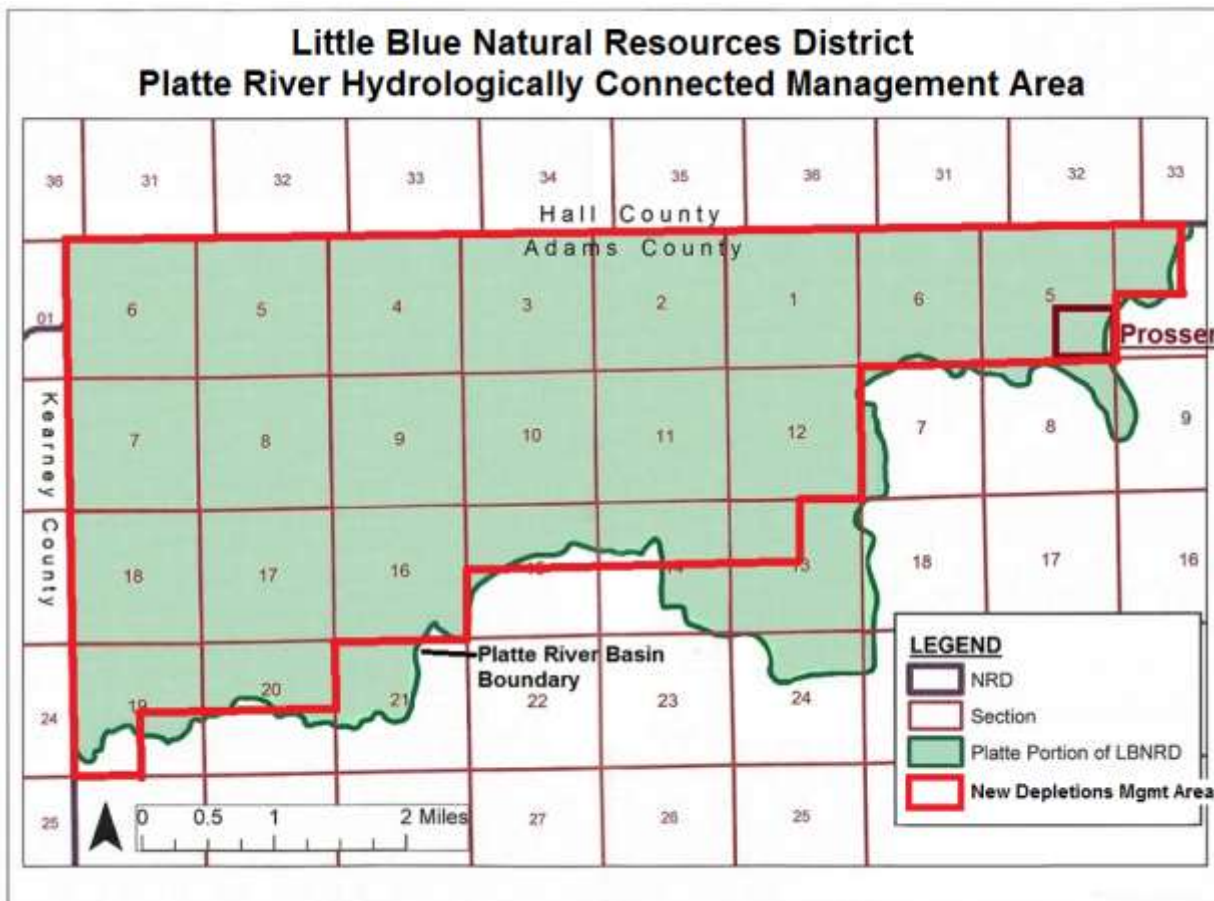 Little Blue Natural Resources District
Platte River Hydrologically Connected Management Area
36 31 32 33 34 35 36 31 32 33
Hall County
Adams County
6 5 4 3 2 1 6 5
01
Prosser
Kearney County
7 8 9 10 11 12 7 8 9
18 17 16 15 14 13 18 17 16
Platte River Basin
Boundary
24 19 20 21 22 23 24
25 27 26 25
0 0.5 1 2 Miles
LEGEND
NRD
Section
Platte Portion of LBNRD
New Depletions Mgmt Area